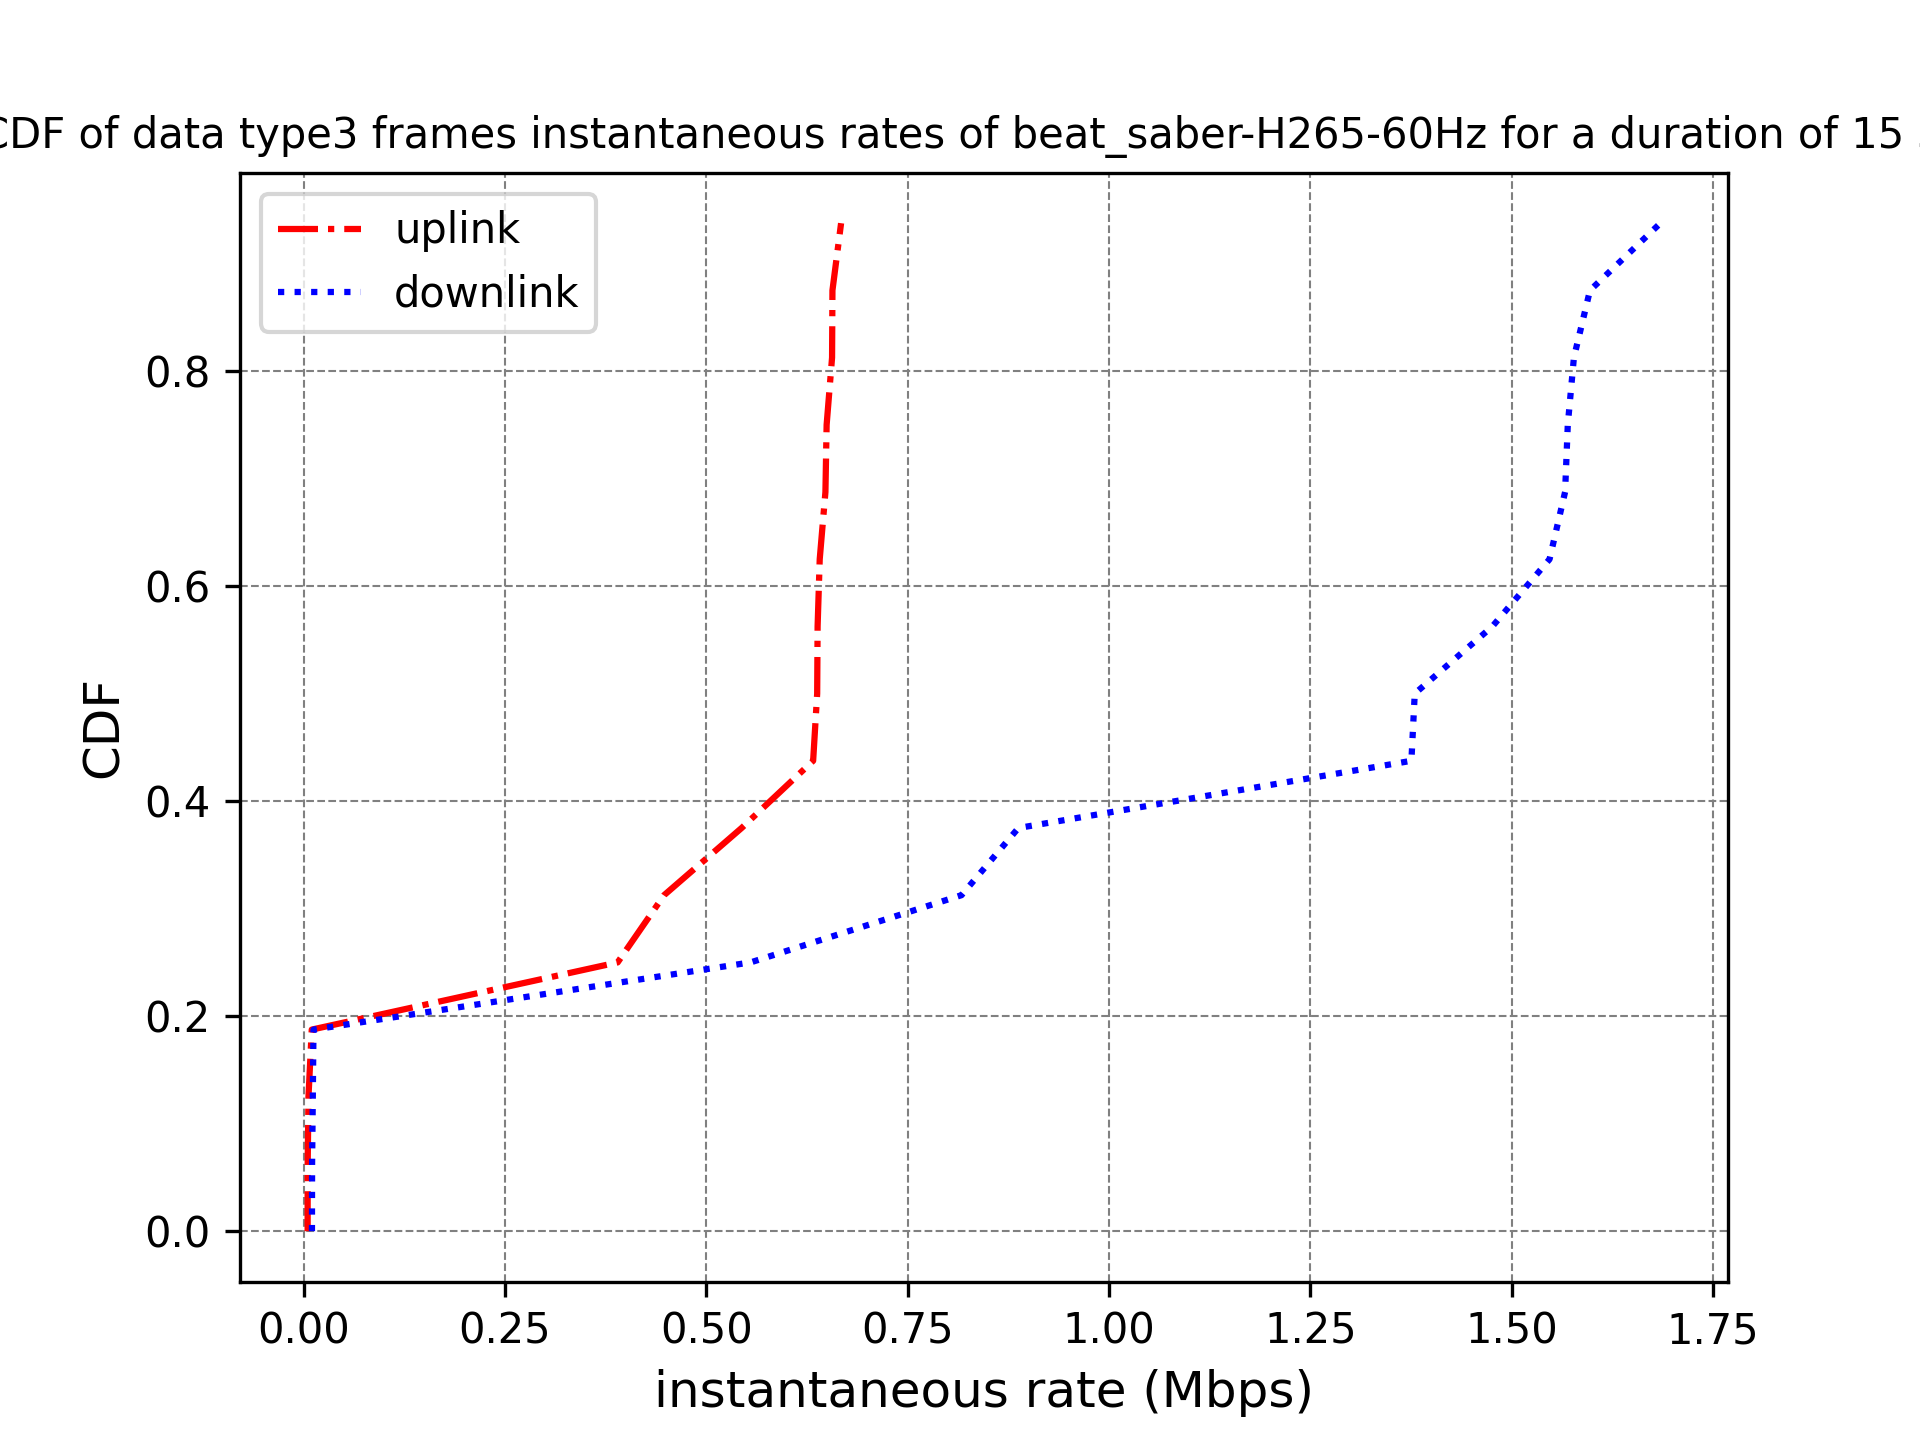 CDF of data type3 frames instantaneous rates of beat_saber-H265-60Hz for a duration of 15
uplink
downlink
0.8
0.6
0.4
0.2
0.0
CDF
0.00 0.25 0.50 0.75 1.00 1.25 1.50 1.75
instantaneous rate (Mbps)